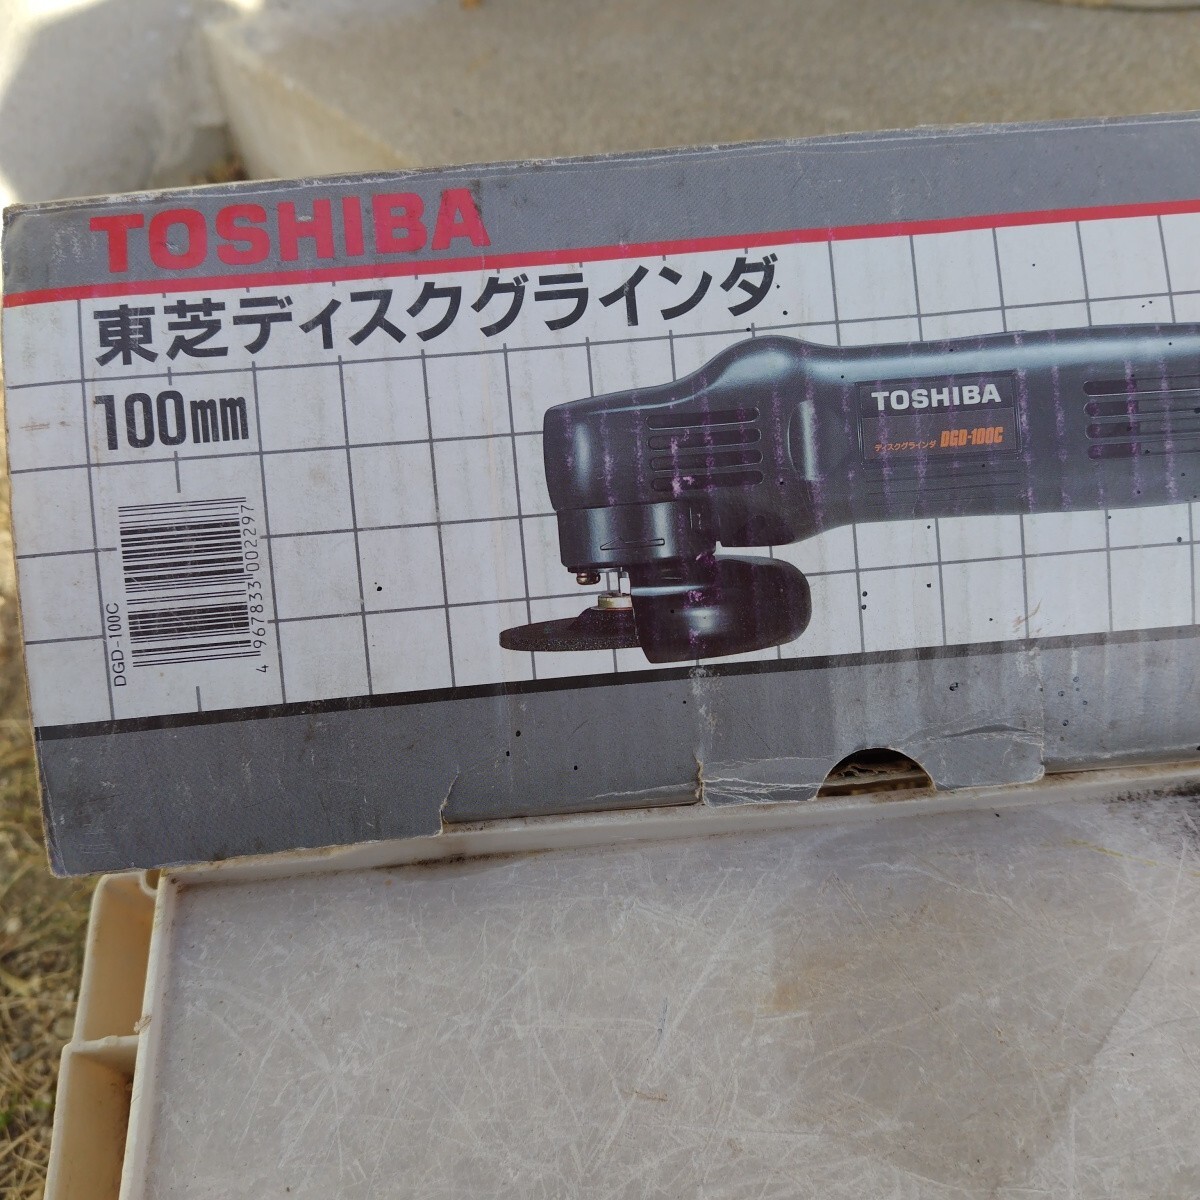 TOSHIBA
東芝ディスクグラインダ
100mm
TOSHIBA
ディスクグラインダ DGD-100C
DGD-100C
4 967833 002297